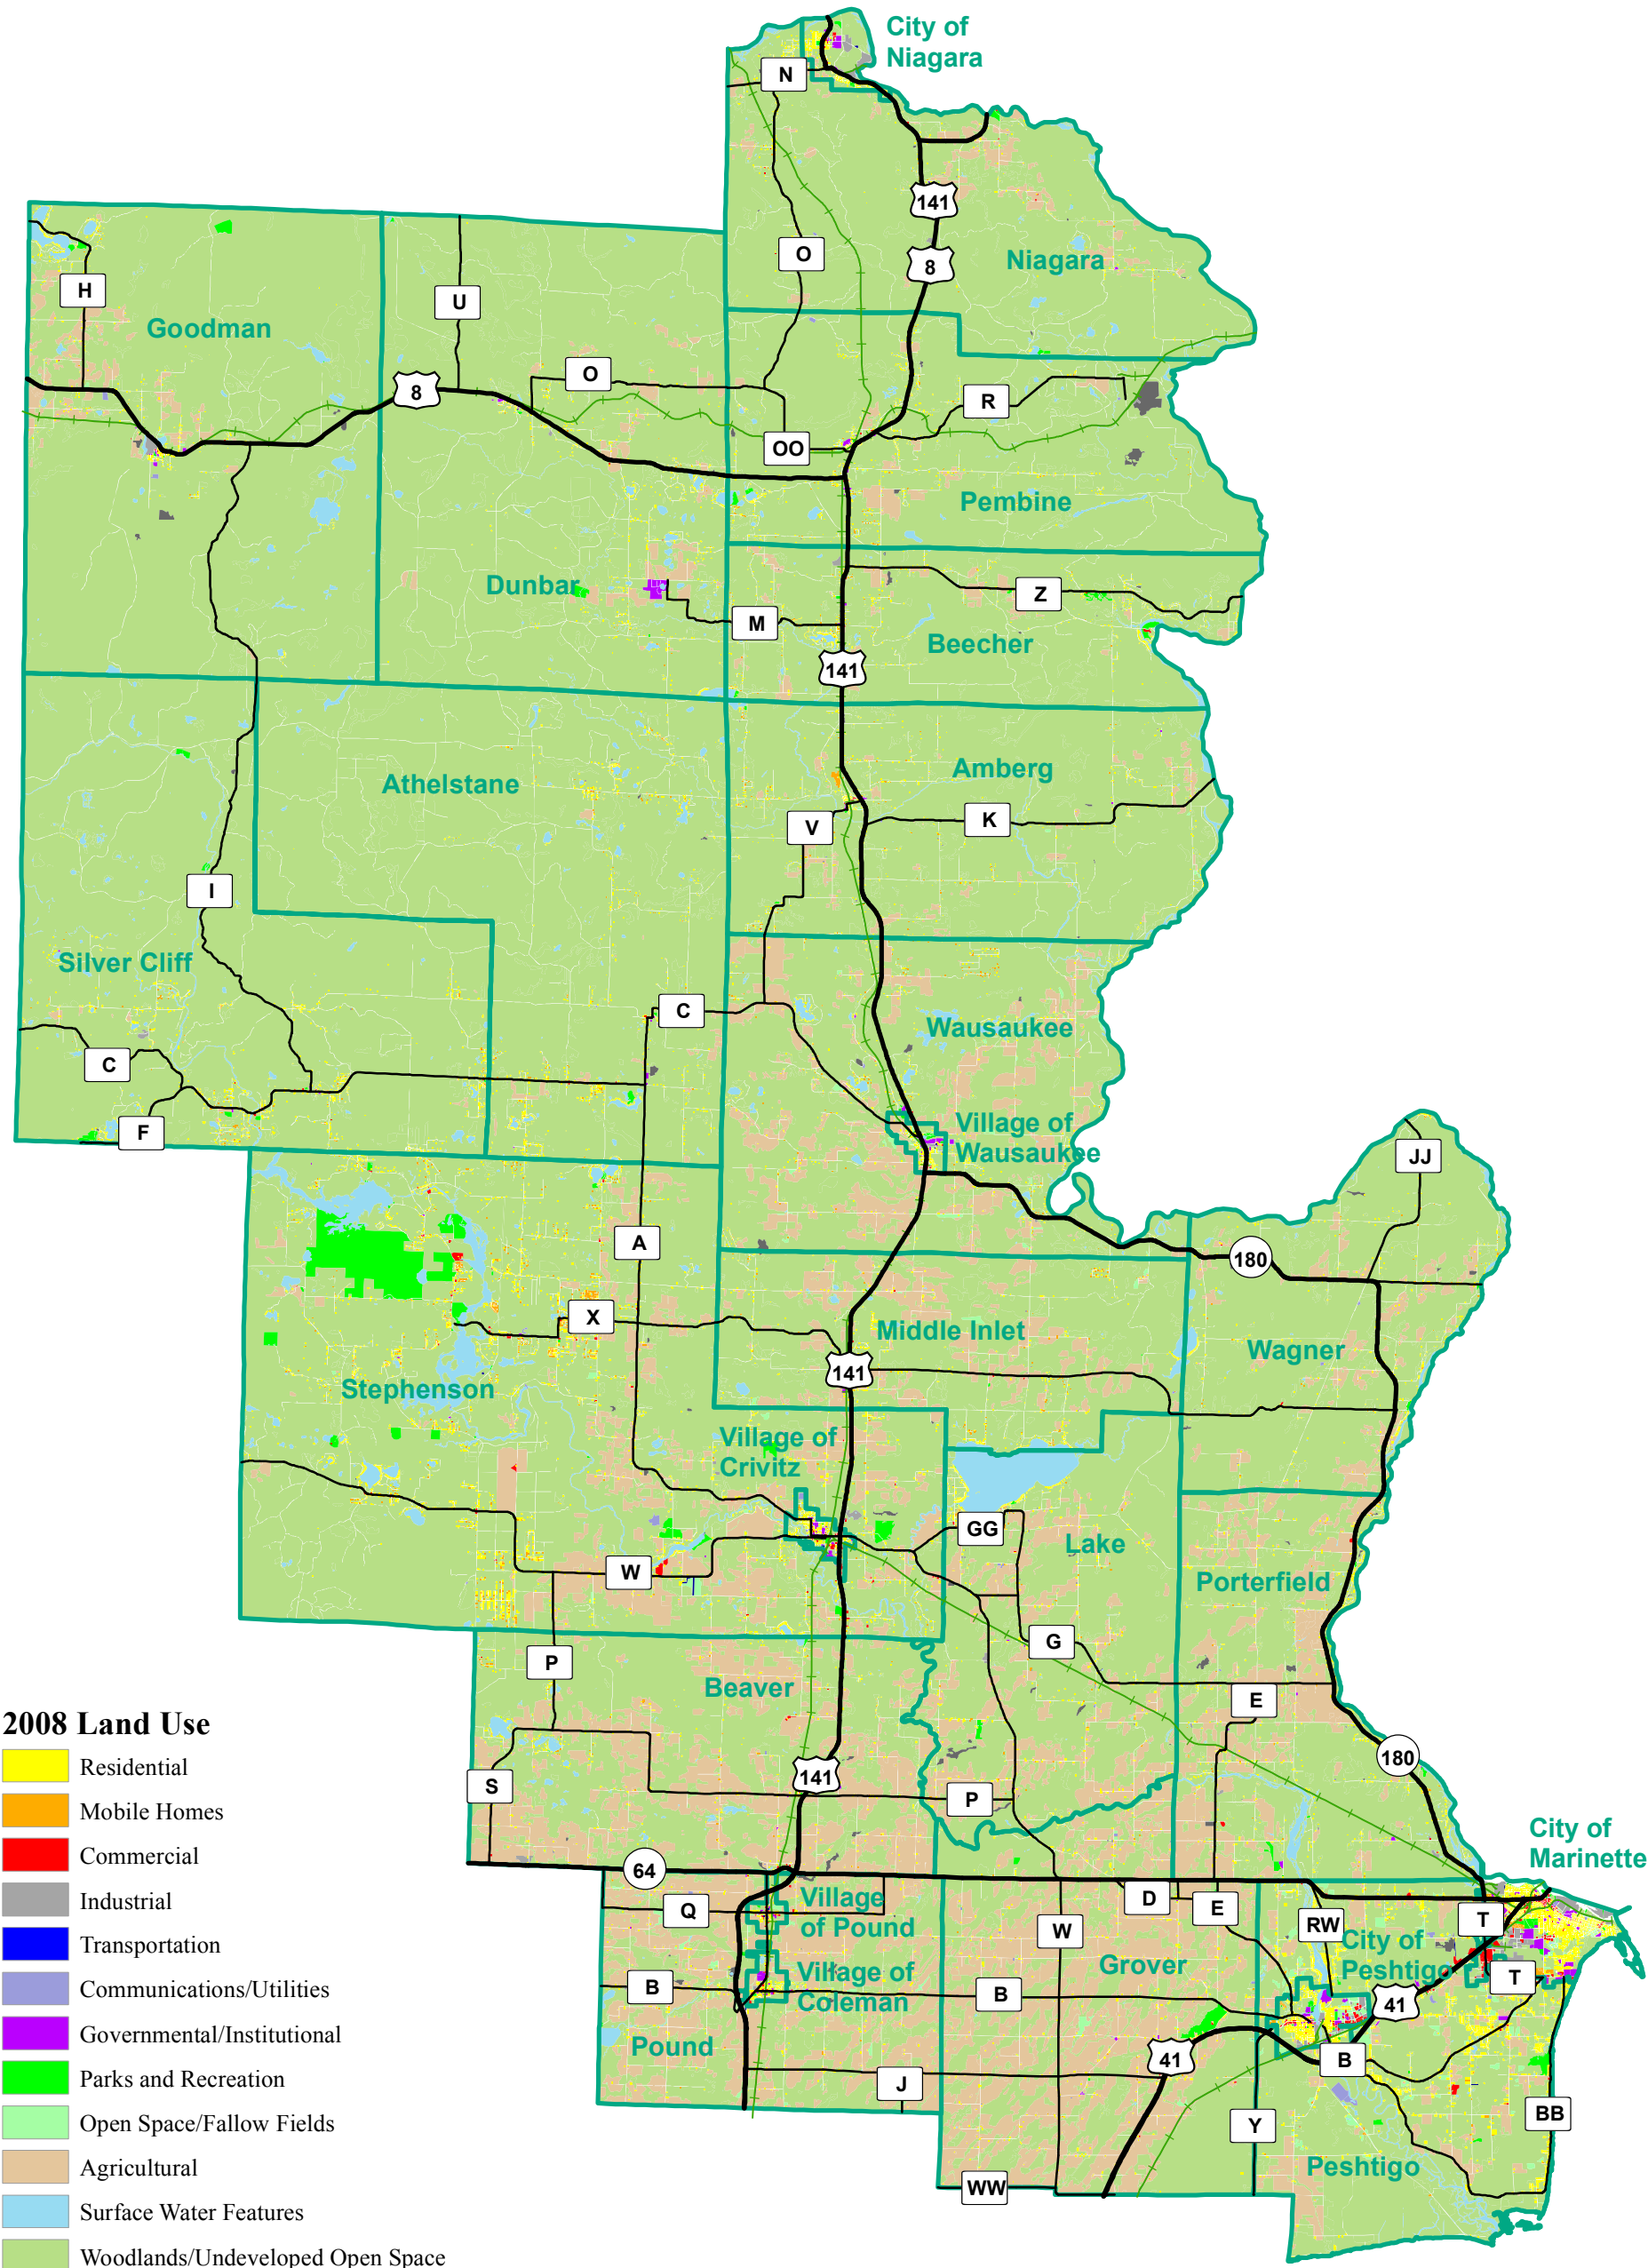 City of
Niagara
N
141
O
8
Niagara
H
U
Goodman
O
8
R
OO
Pembine
Dunbar
Z
M
Beecher
141
Athelstane
Amberg
V
K
I
Silver Cliff
C
Wausaukee
C
F
Village of
Wausaukee
JJ
A
180
X
Middle Inlet
Wagner
141
Stephenson
Village of
Crivitz
GG
Lake
W
Porterfield
G
P
Beaver
E
2008 Land Use
180
141
S
P
City of
Marinette
64
Village
of Pound
Q
D
E
W
RW
T
City of
Peshtigo
Grover
Village of
Coleman
B
B
T
41
Pound
41
B
J
BB
Y
Peshtigo
WW
Residential
Mobile Homes
Commercial
Industrial
Transportation
Communications/Utilities
Governmental/Institutional
Parks and Recreation
Open Space/Fallow Fields
Agricultural
Surface Water Features
Woodlands/Undeveloped Open Space